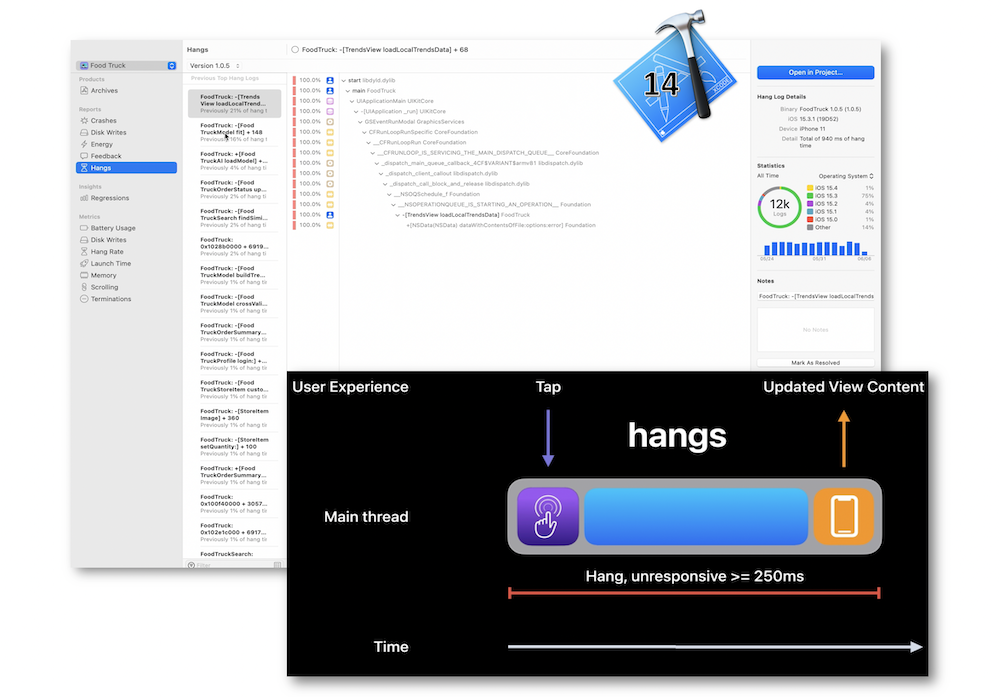 Food Truck
Products
Archives
Reports
Crashes
Disk Writes
Energy
Feedback
Hangs
Insights
Regressions
Metrics
Battery Usage
Disk Writes
Hang Rate
Launch Time
Memory
Scrolling
Terminations
Hangs
Version 1.0.5
Previous Top Hang Logs
FoodTruck: -[Trends
View loadLocalTrend...
Previously 21% of hang t
FoodTruck: -[Food
TruckModel fit] + 148
Previously 16% of hang t
FoodTruck: +[Food
TruckAI loadModel] +...
Previously 4% of hang ti
FoodTruck: -[Food
TruckOrderStatus up...
Previously 2% of hang ti
FoodTruck: -[Food
TruckSearch findSimi...
Previously 2% of hang ti
FoodTruck:
0x1028b0000 + 6919...
Previously 2% of hang ti
FoodTruck: -[Food
TruckModel buildTre...
Previously 1% of hang ti
FoodTruck: -[Food
TruckModel crossVali...
Previously 1% of hang ti
FoodTruck: -[Food
TruckOrderSummary...
Previously 1% of hang ti
FoodTruck: -[Food
TruckProfile login:] +...
Previously 1% of hang ti
FoodTruck: -[Food
TruckStoreItem custo...
Previously 1% of hang ti
FoodTruck: -[StoreItem
Image] + 360
Previously 1% of hang ti
FoodTruck: -[StoreItem
setQuantity:] + 100
Previously 1% of hang ti
FoodTruck: +[Food
TruckOrderSummary...
Previously 1% of hang ti
FoodTruck:
0x100f40000 + 3057...
Previously 1% of hang ti
FoodTruck:
0x102e1c000 + 6917...
Previously 1% of hang ti
FoodTruckSearch:
Filter
FoodTruck: -[TrendsView loadLocalTrendsData] + 68
100.0% start libdyld.dylib
100.0% main FoodTruck
100.0% UIApplicationMain UIKitCore
100.0% -[UIApplication _run] UIKitCore
100.0% GSEventRunModal GraphicsServices
100.0% CFRunLoopRunSpecific CoreFoundation
100.0% __CFRunLoopRun CoreFoundation
100.0% __CFRUNLOOP_IS_SERVICING_THE_MAIN_DISPATCH_QUEUE__ CoreFoundation
100.0% _dispatch_main_queue_callback_4CF$VARIANT$armv81 libdispatch.dylib
100.0% _dispatch_client_callout libdispatch.dylib
100.0% _dispatch_call_block_and_release libdispatch.dylib
100.0% __NSOQSchedule_f Foundation
100.0% __NSOPERATIONQUEUE_IS_STARTING_AN_OPERATION__ Foundation
100.0% -[TrendsView loadLocalTrendsData] FoodTruck
100.0% +[NSData(NSData) dataWithContentsOfFile:options:error] Foundation
14
XCODE
Open in Project...
Hang Log Details
Binary FoodTruck 1.0.5 (1.0.5)
OS 15.3.1 (19D52)
Device iPhone 11
Detail Total of 940 ms of hang
time
Statistics
All Time Operating System
12k
Logs
iOS 15.4 1%
iOS 15.3 75%
iOS 15.2 4%
iOS 15.1 4%
iOS 15.0 1%
Other 14%
05/24 05/31 06/06
Notes
FoodTruck: -[TrendsView loadLocalTrends
No Notes
Mark As Resolved
User Experience
Tap
Updated View Content
hangs
Main thread
Hang, unresponsive >= 250ms
Time